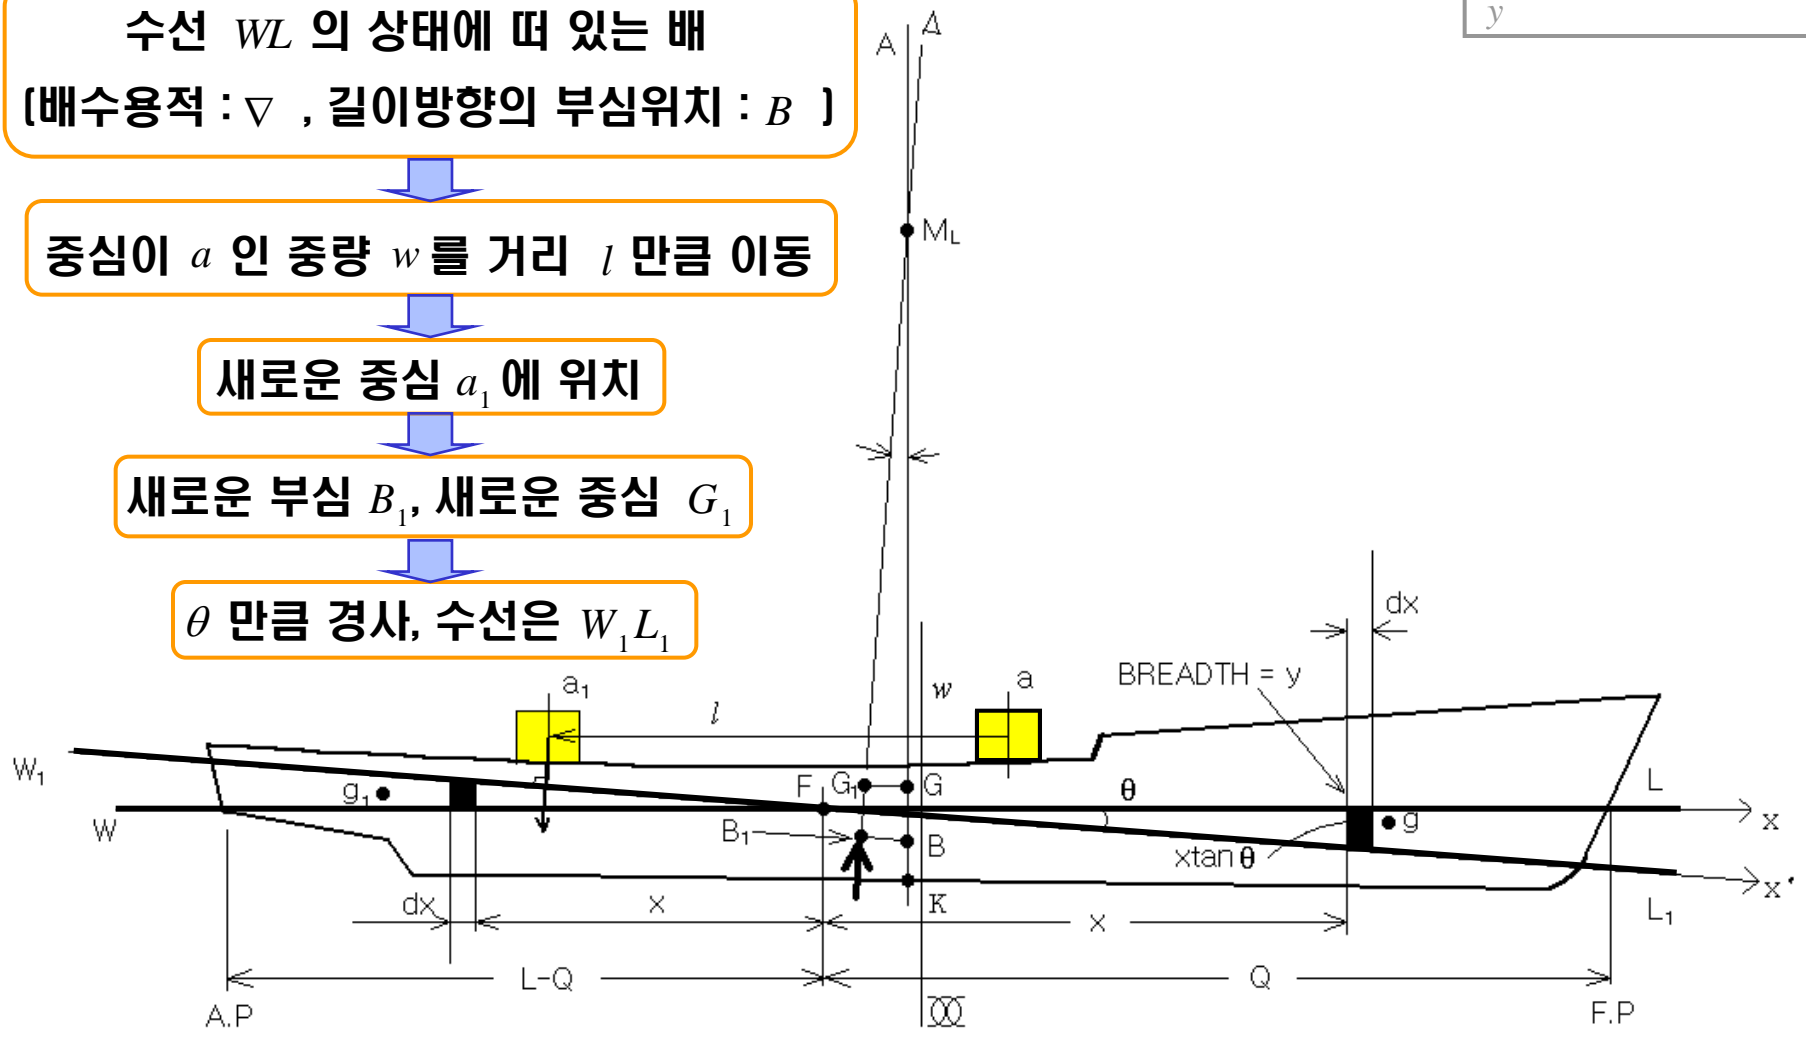 수선 WL 의 상태에 떠 있는 배
(배수용적 : ∇ , 길이방향의 부심위치 : B )
중심이 a 인 중량 w 를 거리 l 만큼 이동
새로운 중심 a₁ 에 위치
새로운 부심 B₁, 새로운 중심 G₁
θ 만큼 경사, 수선은 W₁L₁
y
A
Mʟ
dx
BREADTH = y
a₁
l
w
a
W₁
g₁
F
G₁
G
θ
L
W
B₁
B
xtan θ
g
x
x'
dx
x
K
x
L₁
L-Q
Q
A.P
F.P